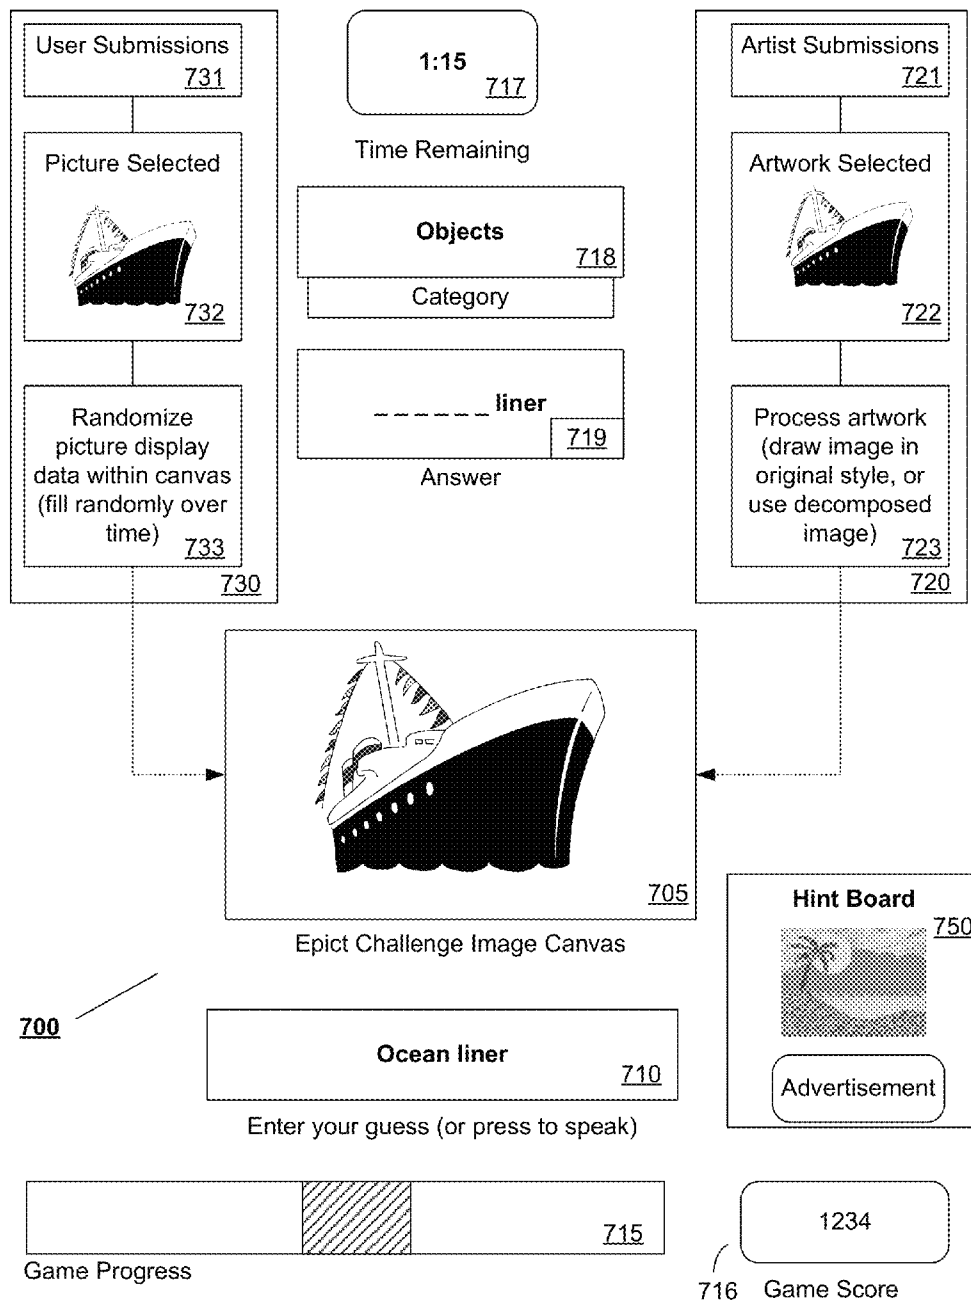 User Submissions
731
Picture Selected
732
Randomize
picture display
data within canvas
(fill randomly over
time)
733
730
1:15
717
Time Remaining
Objects
718
Category
_ _ _ _ _ _ liner
719
Answer
Artist Submissions
721
Artwork Selected
722
Process artwork
(draw image in
original style, or
use decomposed
image)
723
720
705
Epict Challenge Image Canvas
Hint Board
750
Advertisement
700
Ocean liner
710
Enter your guess (or press to speak)
715
Game Progress
1234
716
Game Score